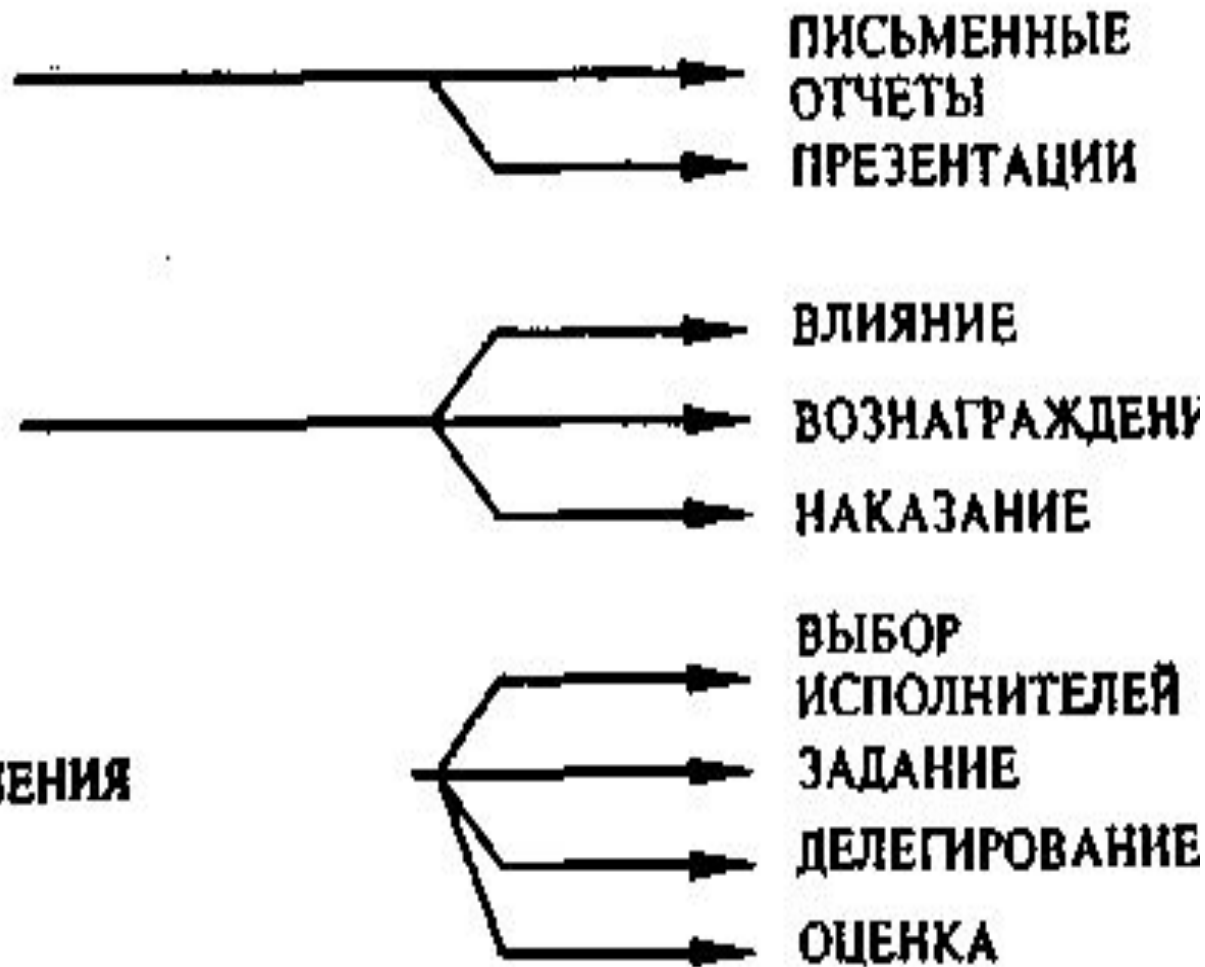 ПИСЬМЕННЫЕ
ОТЧЕТЫ
ПРЕЗЕНТАЦИИ
ВЛИЯНИЕ
ВОЗНАГРАЖДЕНИ
НАКАЗАНИЕ
ВЫБОР
ИСПОЛНИТЕЛЕЙ
ЗАДАНИЕ
ДЕЛЕГИРОВАНИЕ
ОЦЕНКА